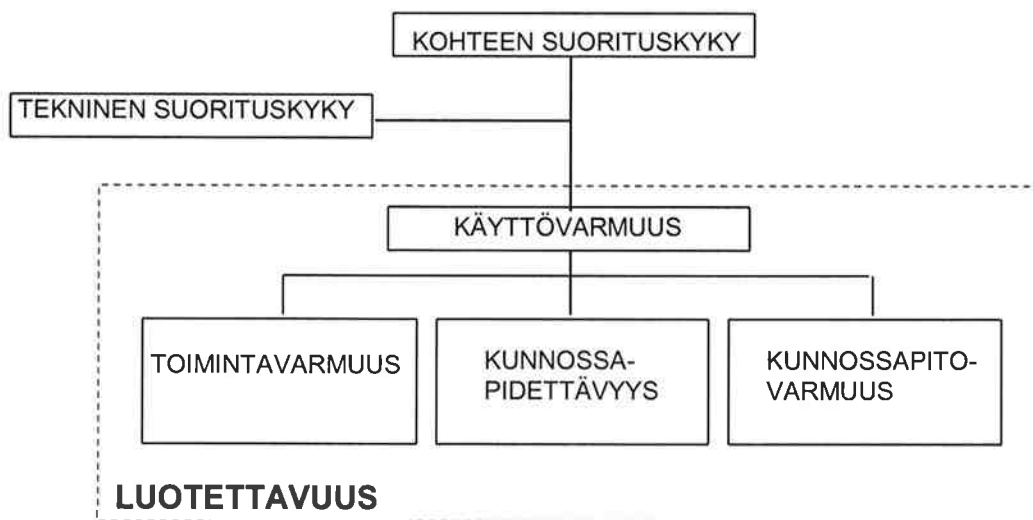 KOHTEEN SUORITUSKYKY
TEKNINEN SUORITUSKYKY
KÄYTTÖVARMUUS
TOIMINTAVARMUUS
KUNNOSSA-
PIDETTÄVYYS
KUNNOSSAPITO-
VARMUUS
LUOTETTAVUUS